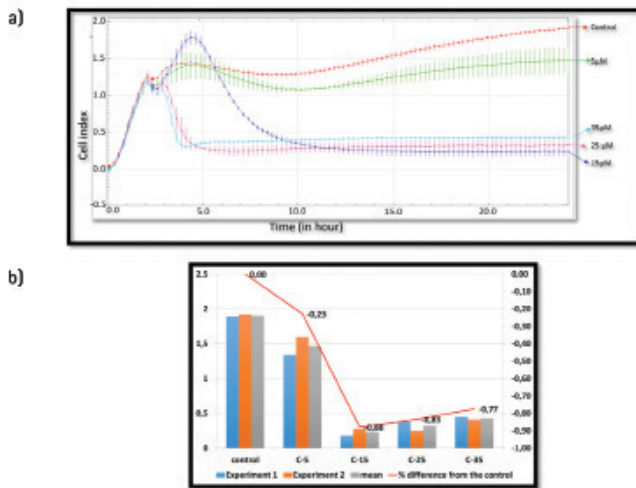 a)
2.0
1.5
1.0
0.5
0.0
-0.5
Cell index
0.0
5.0
10.0
15.0
20.0
Time (in hour)
Control
5µM
35µM
25 µM
15µM
b)
2,5
2
1,5
1
0,5
0
0,00
-0,10
-0,20
-0,30
-0,40
-0,50
-0,60
-0,70
-0,80
-0,90
-1,00
0,00
-0,23
-0,88
-0,83
-0,77
control
C-5
C-15
C-25
C-35
Experiment 1
Experiment 2
mean
% difference from the control